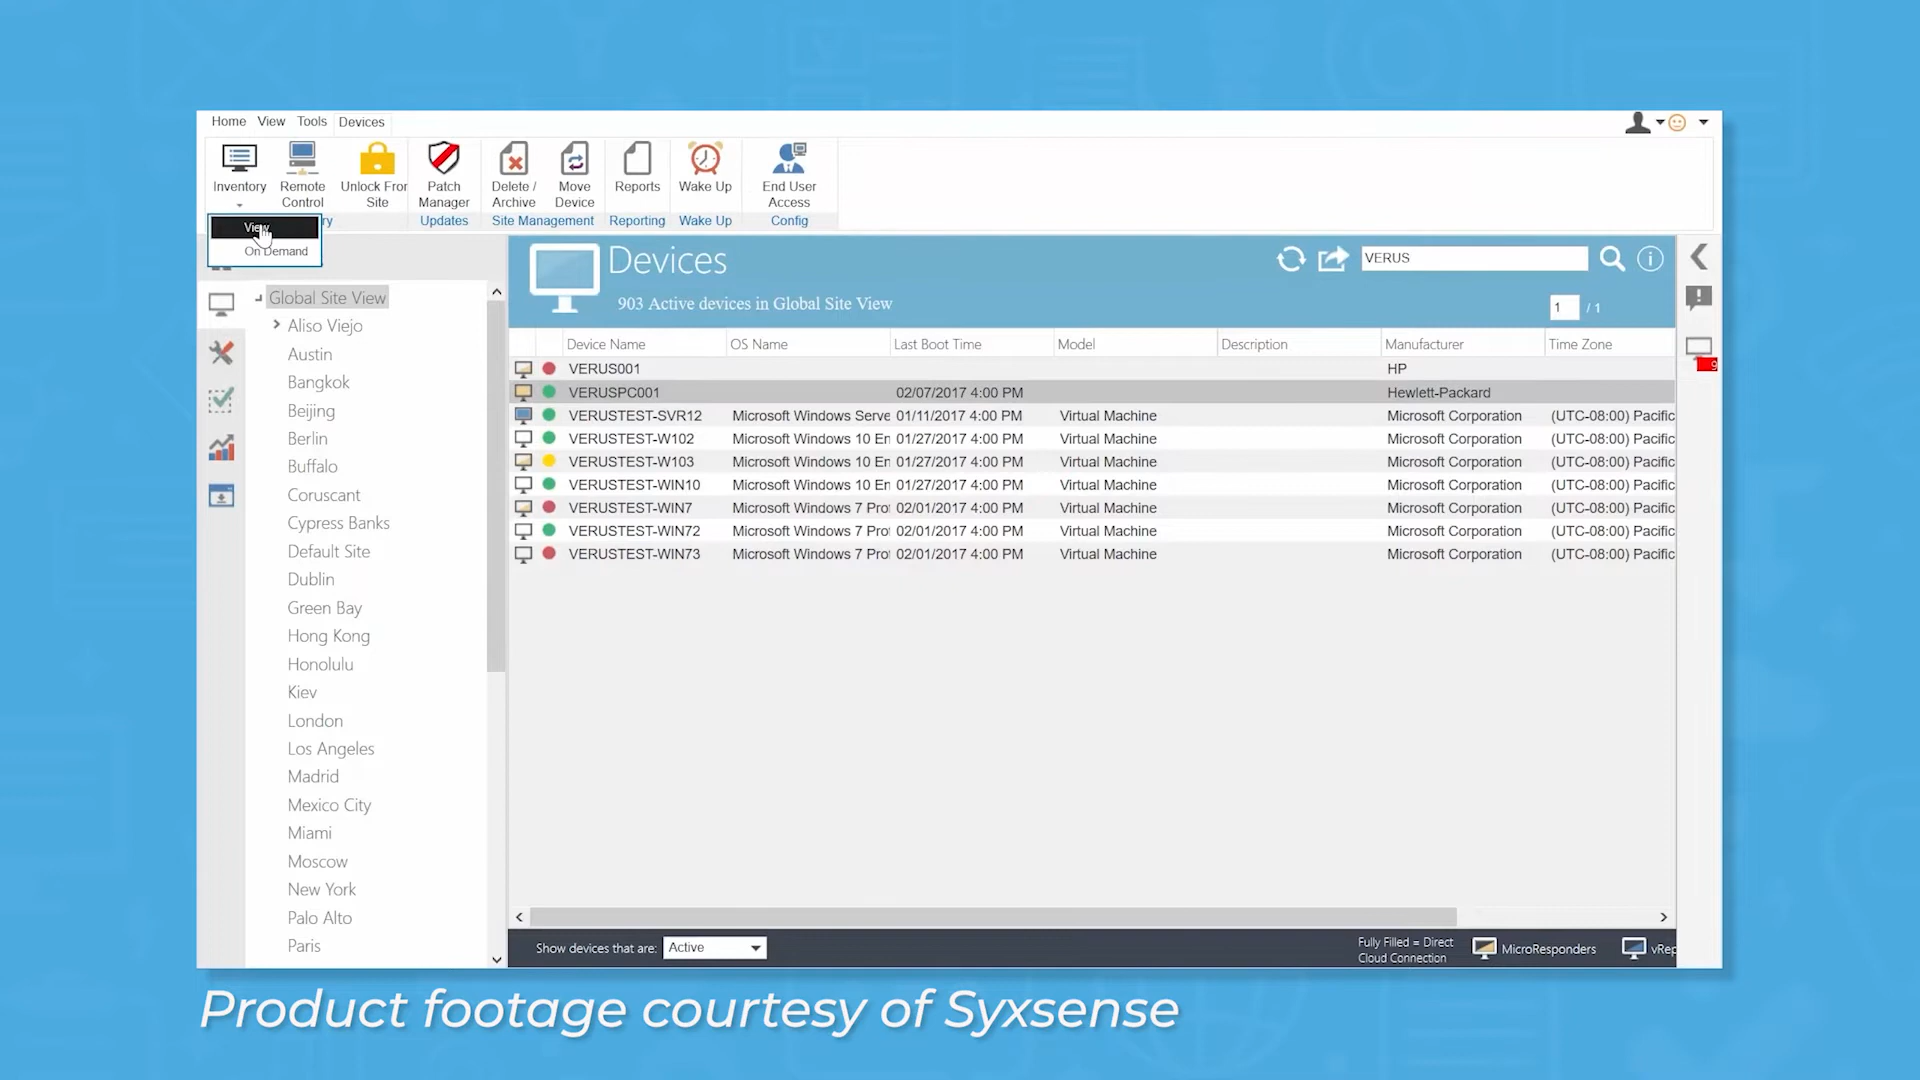 Home View Tools Devices
Inventory
Remote Control
Unlock Fror Site
Patch Manager
Delete / Archive
Move Device
Reports
Wake Up
End User Access
ry
Updates
Site Management
Reporting
Wake Up
Config
View
On Demand
Devices
903 Active devices in Global Site View
VERUS
1 / 1
Global Site View
Aliso Viejo
Austin
Bangkok
Beijing
Berlin
Buffalo
Coruscant
Cypress Banks
Default Site
Dublin
Green Bay
Hong Kong
Honolulu
Kiev
London
Los Angeles
Madrid
Mexico City
Miami
Moscow
New York
Palo Alto
Paris
Device Name OS Name Last Boot Time Model Description Manufacturer Time Zone
VERUS001 HP
VERUSPC001 02/07/2017 4:00 PM Hewlett-Packard
VERUSTEST-SVR12 Microsoft Windows Serve 01/11/2017 4:00 PM Virtual Machine Microsoft Corporation (UTC-08:00) Pacific
VERUSTEST-W102 Microsoft Windows 10 En 01/27/2017 4:00 PM Virtual Machine Microsoft Corporation (UTC-08:00) Pacific
VERUSTEST-W103 Microsoft Windows 10 En 01/27/2017 4:00 PM Virtual Machine Microsoft Corporation (UTC-08:00) Pacific
VERUSTEST-WIN10 Microsoft Windows 10 En 01/27/2017 4:00 PM Virtual Machine Microsoft Corporation (UTC-08:00) Pacific
VERUSTEST-WIN7 Microsoft Windows 7 Pro 02/01/2017 4:00 PM Virtual Machine Microsoft Corporation (UTC-08:00) Pacific
VERUSTEST-WIN72 Microsoft Windows 7 Pro 02/01/2017 4:00 PM Virtual Machine Microsoft Corporation (UTC-08:00) Pacific
VERUSTEST-WIN73 Microsoft Windows 7 Pro 02/01/2017 4:00 PM Virtual Machine Microsoft Corporation (UTC-08:00) Pacific
9
Show devices that are: Active
Fully Filled = Direct
Cloud Connection
MicroResponders
vRep
Product footage courtesy of Syxsense